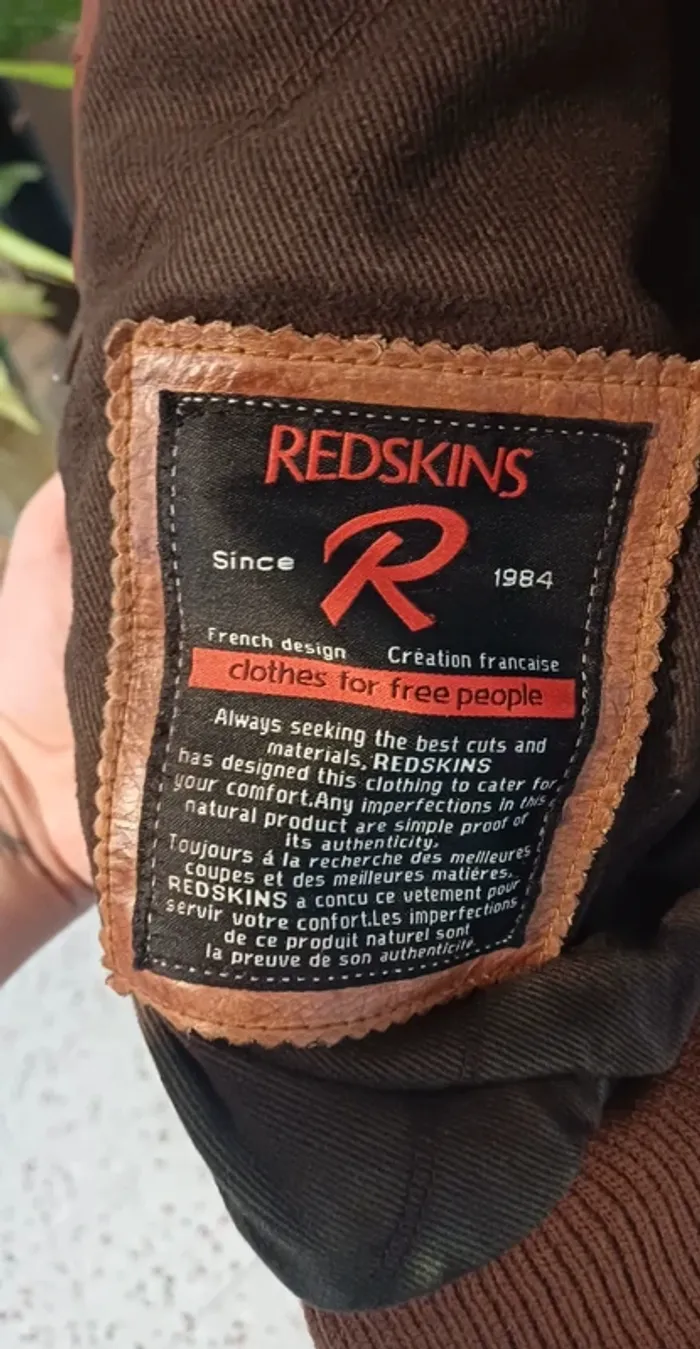 REDSKINS
R
Since 1984
French design Création francaise
clothes for free people
Always seeking the best cuts and
materials, REDSKINS
has designed this clothing to cater for
your comfort.Any imperfections in this
natural product are simple proof of
its authenticity.
Toujours á la recherche des meilleures
coupes et des meilleures matiéres.
REDSKINS a concu ce vetement pour
servir votre confort.Les imperfections
de ce produit naturel sont
la preuve de son authenticité.